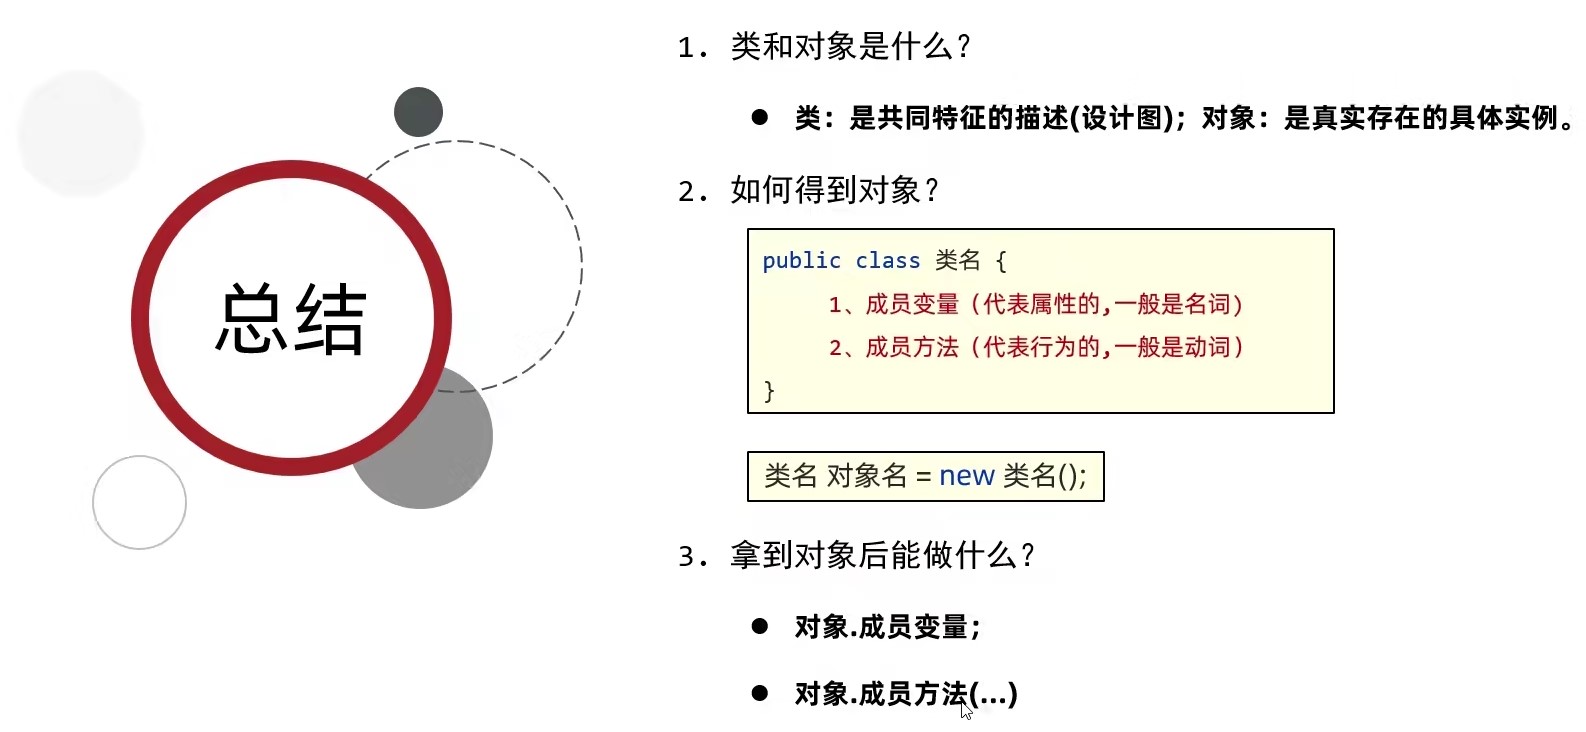 总结
1. 类和对象是什么？
● 类：是共同特征的描述(设计图)；对象：是真实存在的具体实例。
2. 如何得到对象？
public class 类名 {
1、成员变量（代表属性的,一般是名词）
2、成员方法（代表行为的,一般是动词）
}
类名 对象名 = new 类名();
3. 拿到对象后能做什么？
● 对象.成员变量；
● 对象.成员方法(...)